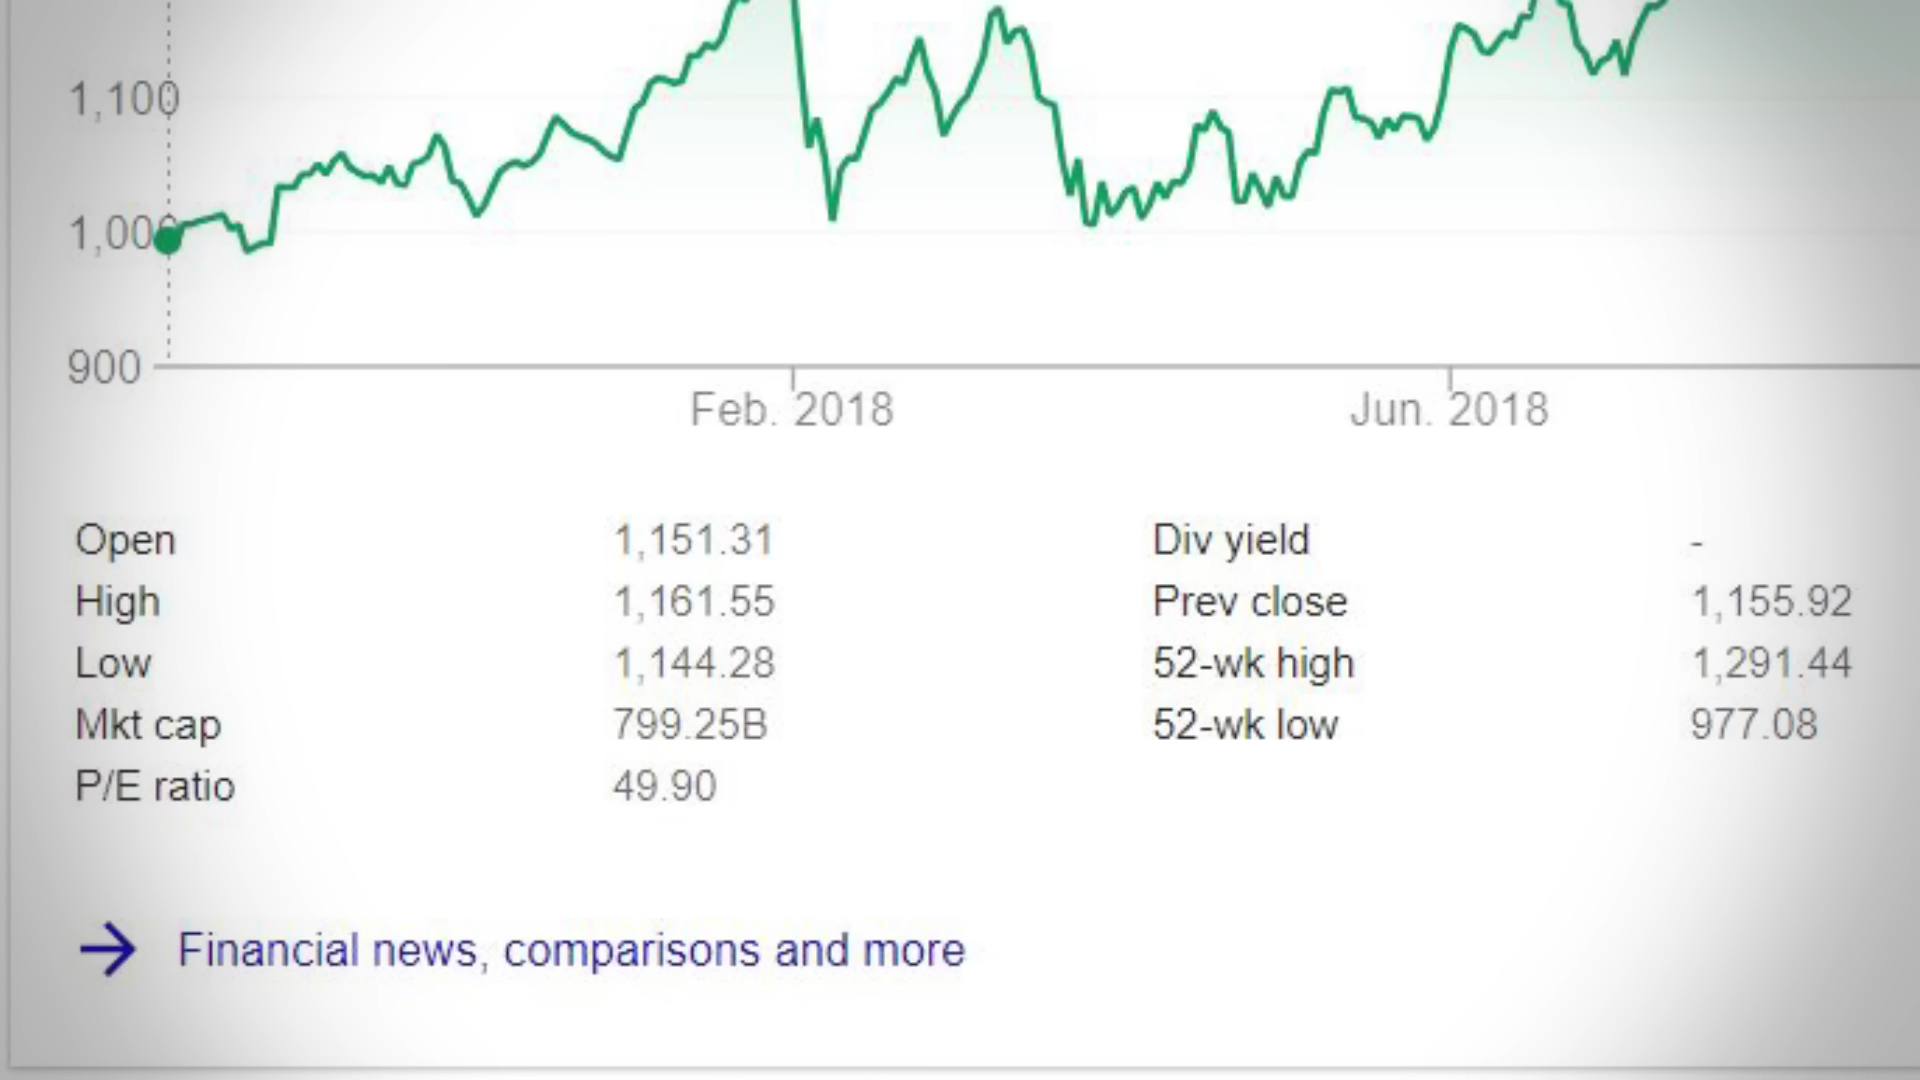 1,100
1,000
900
Feb. 2018 Jun. 2018
Open 1,151.31 Div yield -
High 1,161.55 Prev close 1,155.92
Low 1,144.28 52-wk high 1,291.44
Mkt cap 799.25B 52-wk low 977.08
P/E ratio 49.90
Financial news, comparisons and more